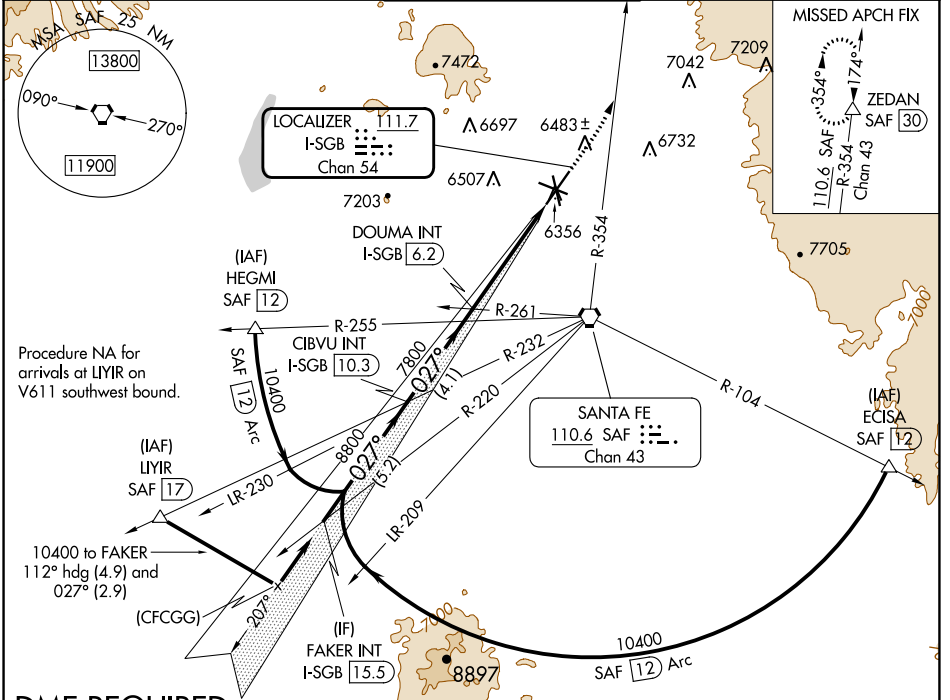 MSA SAF 25 NM
13800
090°
270°
11900
7472
LOCALIZER 111.7
I-SGB
Chan 54
6697
6507
7203
6483±
6356
7042
7209
6732
MISSED APCH FIX
354°
174°
ZEDAN
SAF 30
110.6 SAF
R-354
Chan 43
7705
7000
R-354
DOUMA INT
I-SGB 6.2
(IAF)
HEGMI
SAF 12
R-255
R-261
CIBVU INT
I-SGB 10.3
7800
027°
(4.1)
R-232
R-220
R-104
Procedure NA for
arrivals at LIYIR on
V611 southwest bound.
SAF 12 Arc
10400
8800
027°
(5.2)
SANTA FE
110.6 SAF
Chan 43
(IAF)
ECISA
SAF 12
(IAF)
LIYIR
SAF 17
LR-230
LR-209
10400 to FAKER
112° hdg (4.9) and
027° (2.9)
(CFCGG)
207°
(IF)
FAKER INT
I-SGB 15.5
7000
8897
10400
SAF 12 Arc
DME REQUIRED